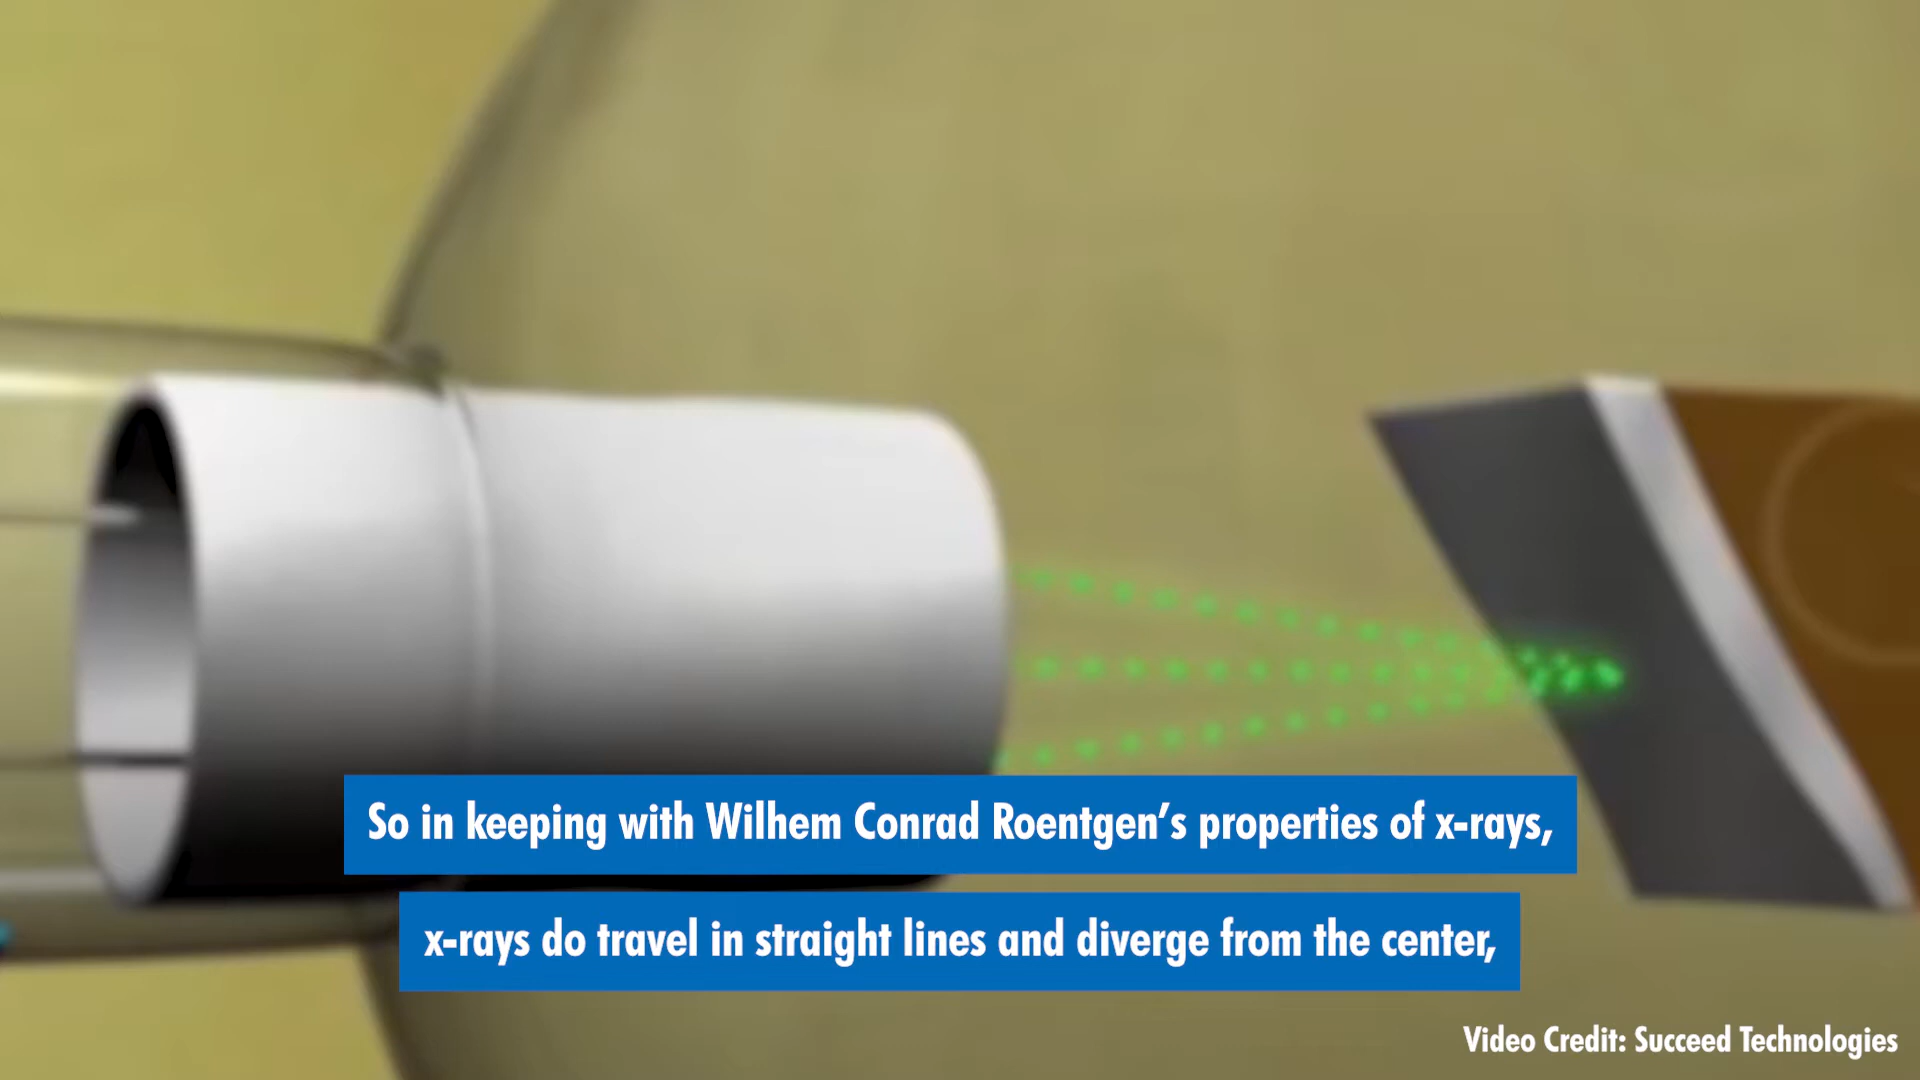 So in keeping with Wilhem Conrad Roentgen’s properties of x-rays,
x-rays do travel in straight lines and diverge from the center,
Video Credit: Succeed Technologies